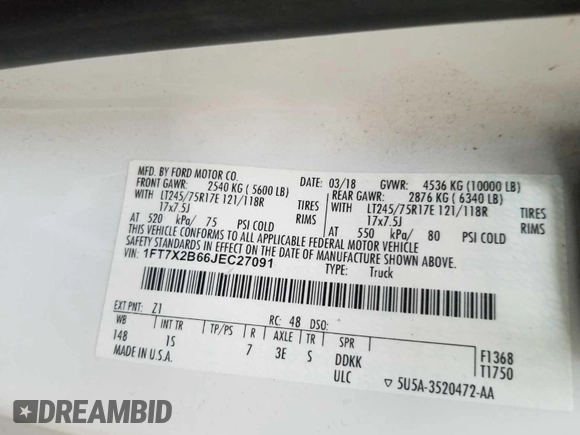 MFD. BY FORD MOTOR CO.
03/18 GVWR: 4536 KG (10000 LB)
FRONT GAWR: 2540 KG ( 5600 LB) REAR GAWR: 2876 KG ( 6340 LB)
WITH LT245/75R17E 121/118R TIRES WITH LT245/75R17E 121/118R TIRES
17x7.5J RIMS 17x7.5J RIMS
AT 520 kPa/ 75 PSI COLD AT 550 kPa/ 80 PSI COLD
THIS VEHICLE CONFORMS TO ALL APPLICABLE FEDERAL MOTOR VEHICLE
SAFETY STANDARDS IN EFFECT ON THE DATE OF MANUFACTURE SHOWN ABOVE.
VIN: 1FT7X2B66JEC27091 TYPE: Truck
EXT PNT: Z1 RC: 48 DSO:
WB INT TR TP/PS R AXLE TR SPR F1368
148 15 7 3E S DDKK T1750
MADE IN U.S.A. ULC ▽ 5U5A-3520472-AA
DREAMBID